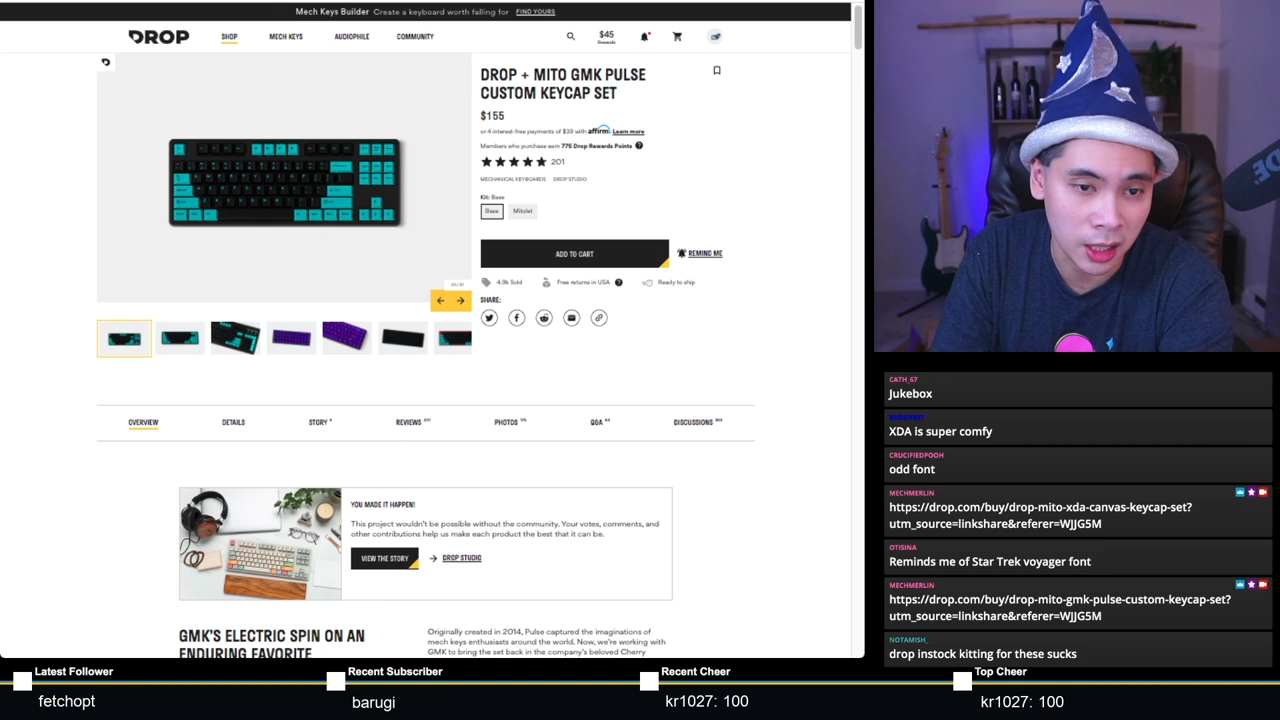 Mech Keys Builder Create a keyboard worth falling for FIND YOURS
DROP SHOP MECH KEYS AUDIOPHILE COMMUNITY $45
Rewards
DROP + MITO GMK PULSE
CUSTOM KEYCAP SET
$155
or 4 interest-free payments of $39 with affirm Learn more
Members who purchase earn 775 Drop Rewards Points
201
MECHANICAL KEYBOARDS DROP STUDIO
Kit: Base
Base Mitolet
ADD TO CART REMIND ME
4.9k Sold Free returns in USA Ready to ship
SHARE:
OVERVIEW DETAILS STORY REVIEWS PHOTOS Q&A DISCUSSIONS
YOU MADE IT HAPPEN!
This project wouldn't be possible without the community. Your votes, comments, and
other contributions help us make each product the best that it can be.
VIEW THE STORY DROP STUDIO
GMK'S ELECTRIC SPIN ON AN
ENDURING FAVORITE
Originally created in 2014, Pulse captured the imaginations of
mech keys enthusiasts around the world. Now, we're working with
GMK to bring the set back in the company's beloved Cherry
CATH_67
Jukebox
XDA is super comfy
CRUCIFIEDPOOH
odd font
MECHMERLIN
https://drop.com/buy/drop-mito-xda-canvas-keycap-set?
utm_source=linkshare&referer=WJJG5M
OTISINA
Reminds me of Star Trek voyager font
MECHMERLIN
https://drop.com/buy/drop-mito-gmk-pulse-custom-keycap-set?
utm_source=linkshare&referer=WJJG5M
NOTAMISH_
drop instock kitting for these sucks
Latest Follower
fetchopt
Recent Subscriber
barugi
Recent Cheer
kr1027: 100
Top Cheer
kr1027: 100